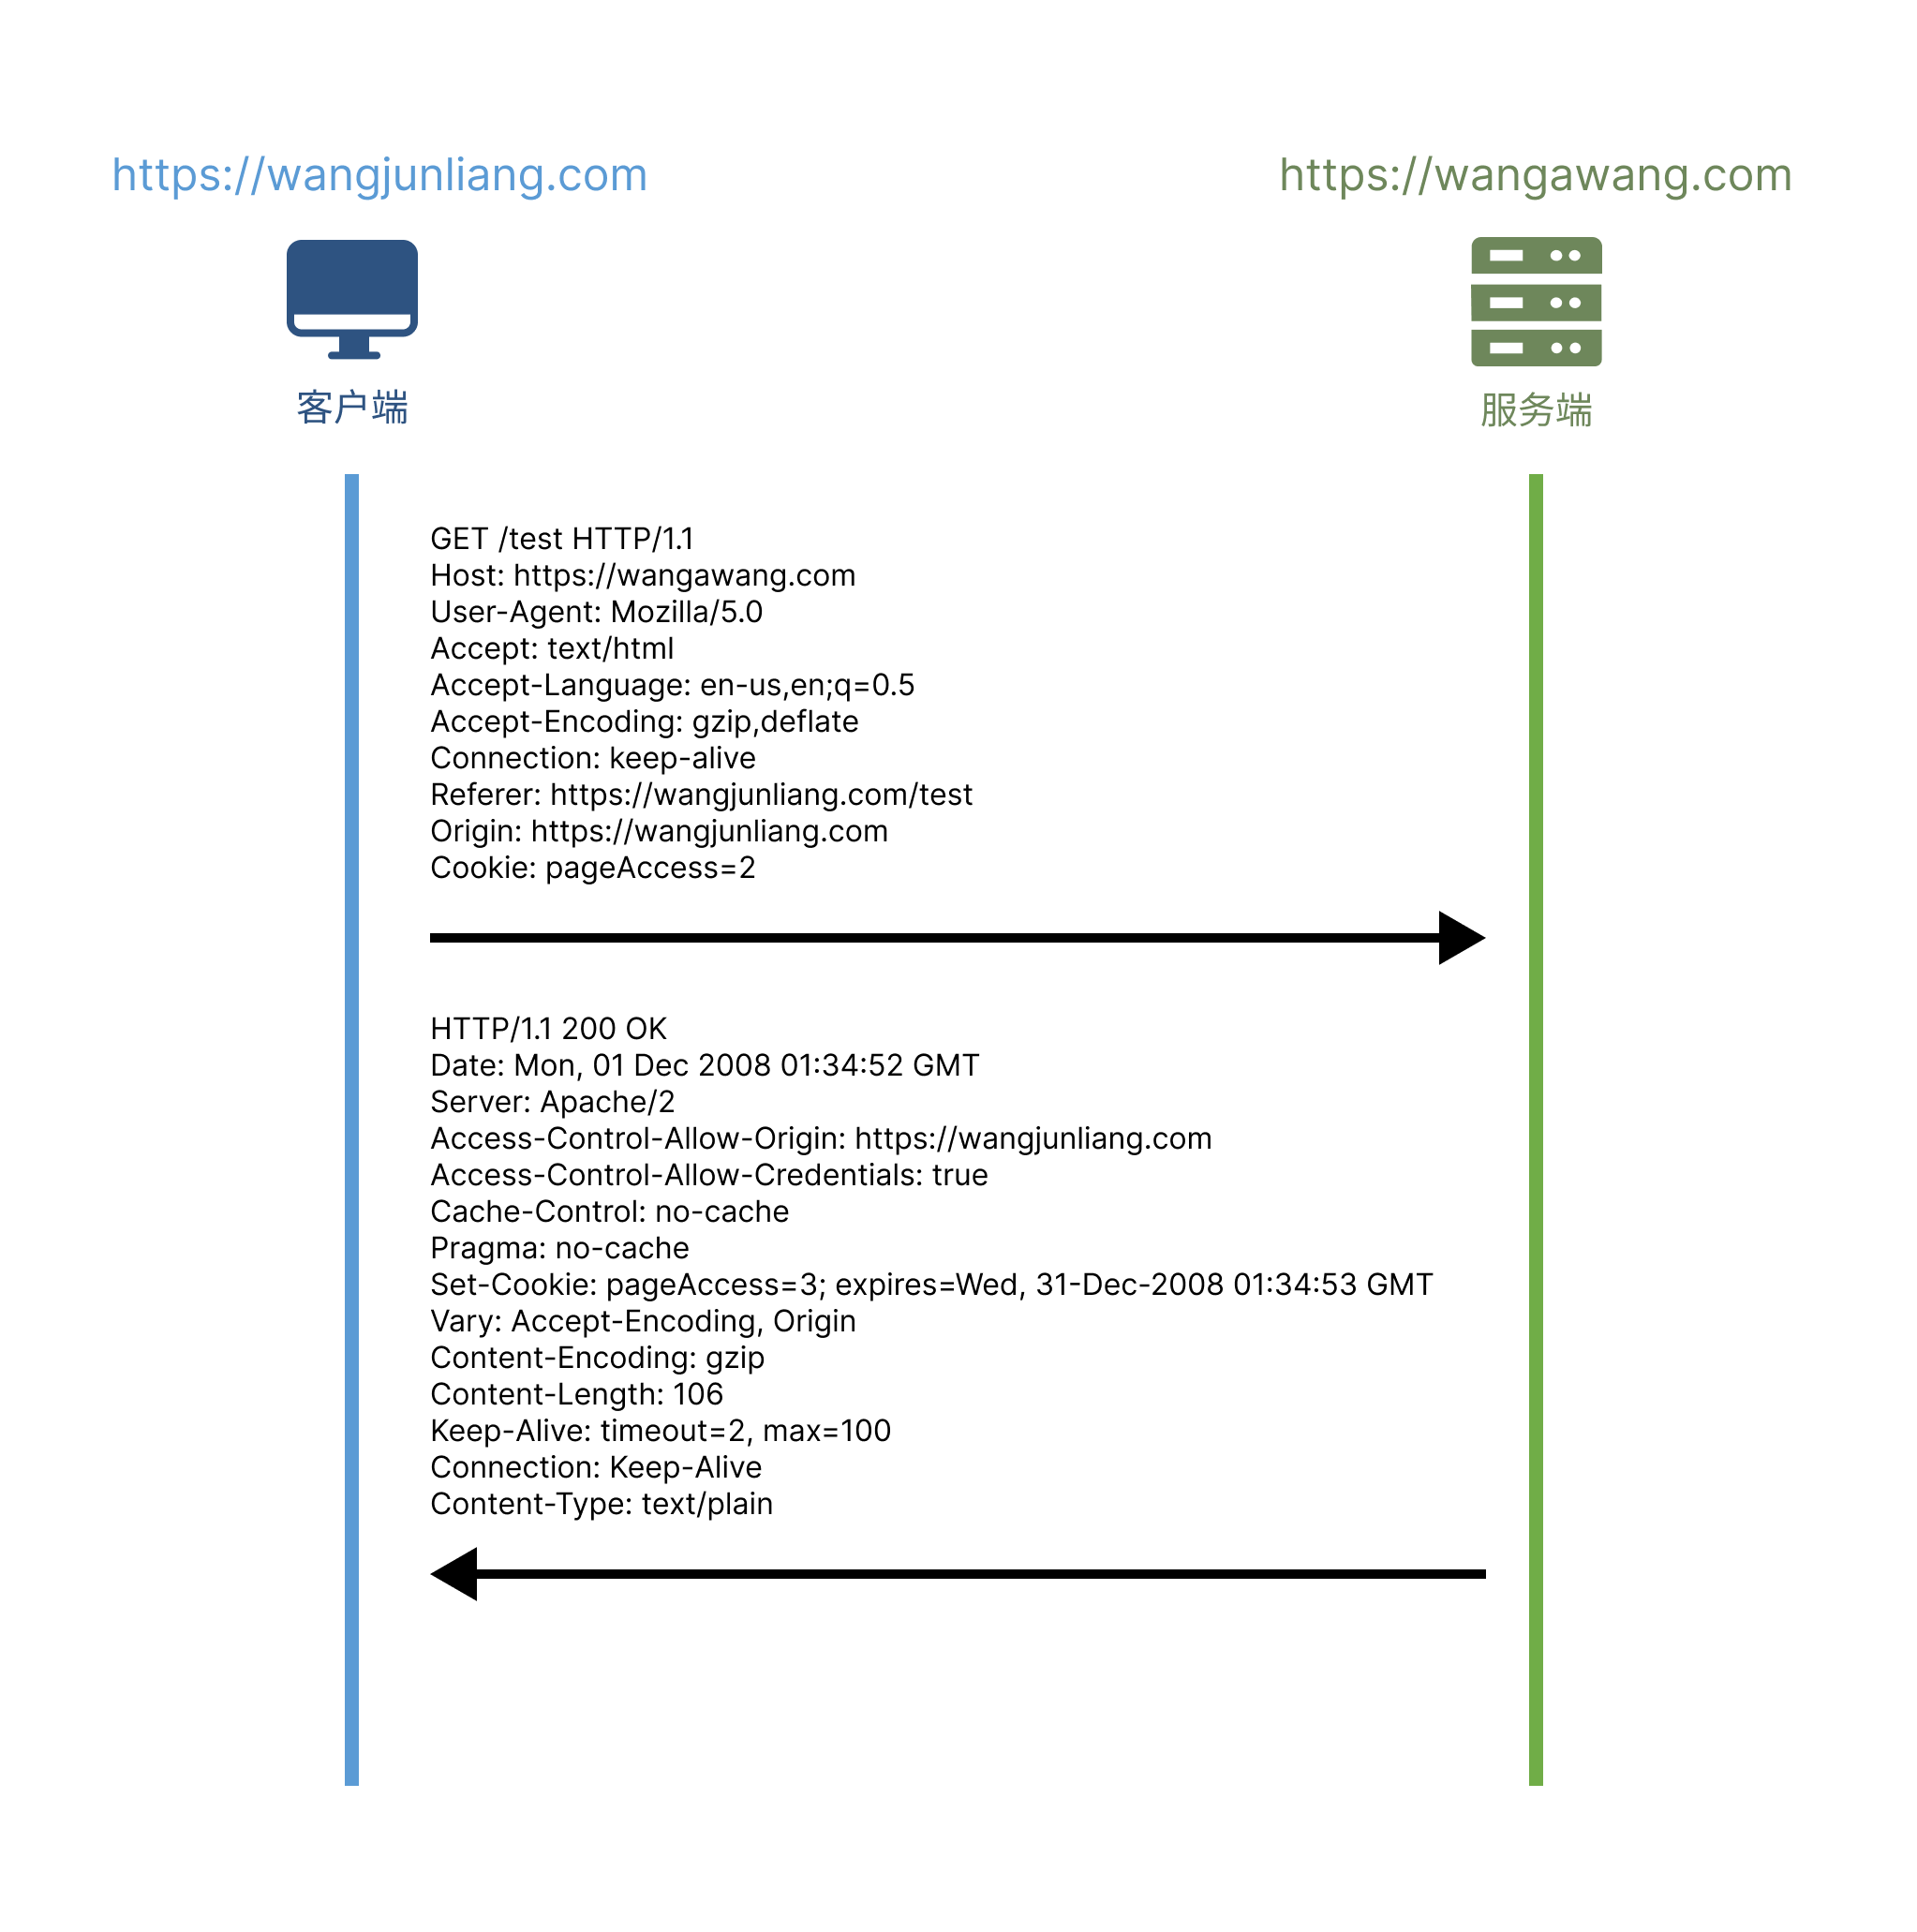 https://wangjunliang.com
https://wangawang.com
客户端
服务端
GET /test HTTP/1.1
Host: https://wangawang.com
User-Agent: Mozilla/5.0
Accept: text/html
Accept-Language: en-us,en;q=0.5
Accept-Encoding: gzip,deflate
Connection: keep-alive
Referer: https://wangjunliang.com/test
Origin: https://wangjunliang.com
Cookie: pageAccess=2
HTTP/1.1 200 OK
Date: Mon, 01 Dec 2008 01:34:52 GMT
Server: Apache/2
Access-Control-Allow-Origin: https://wangjunliang.com
Access-Control-Allow-Credentials: true
Cache-Control: no-cache
Pragma: no-cache
Set-Cookie: pageAccess=3; expires=Wed, 31-Dec-2008 01:34:53 GMT
Vary: Accept-Encoding, Origin
Content-Encoding: gzip
Content-Length: 106
Keep-Alive: timeout=2, max=100
Connection: Keep-Alive
Content-Type: text/plain